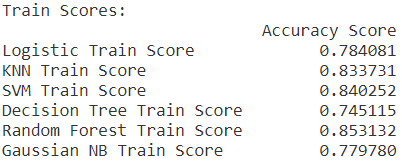 Train Scores:
Accuracy Score
Logistic Train Score 0.784081
KNN Train Score 0.833731
SVM Train Score 0.840252
Decision Tree Train Score 0.745115
Random Forest Train Score 0.853132
Gaussian NB Train Score 0.779780